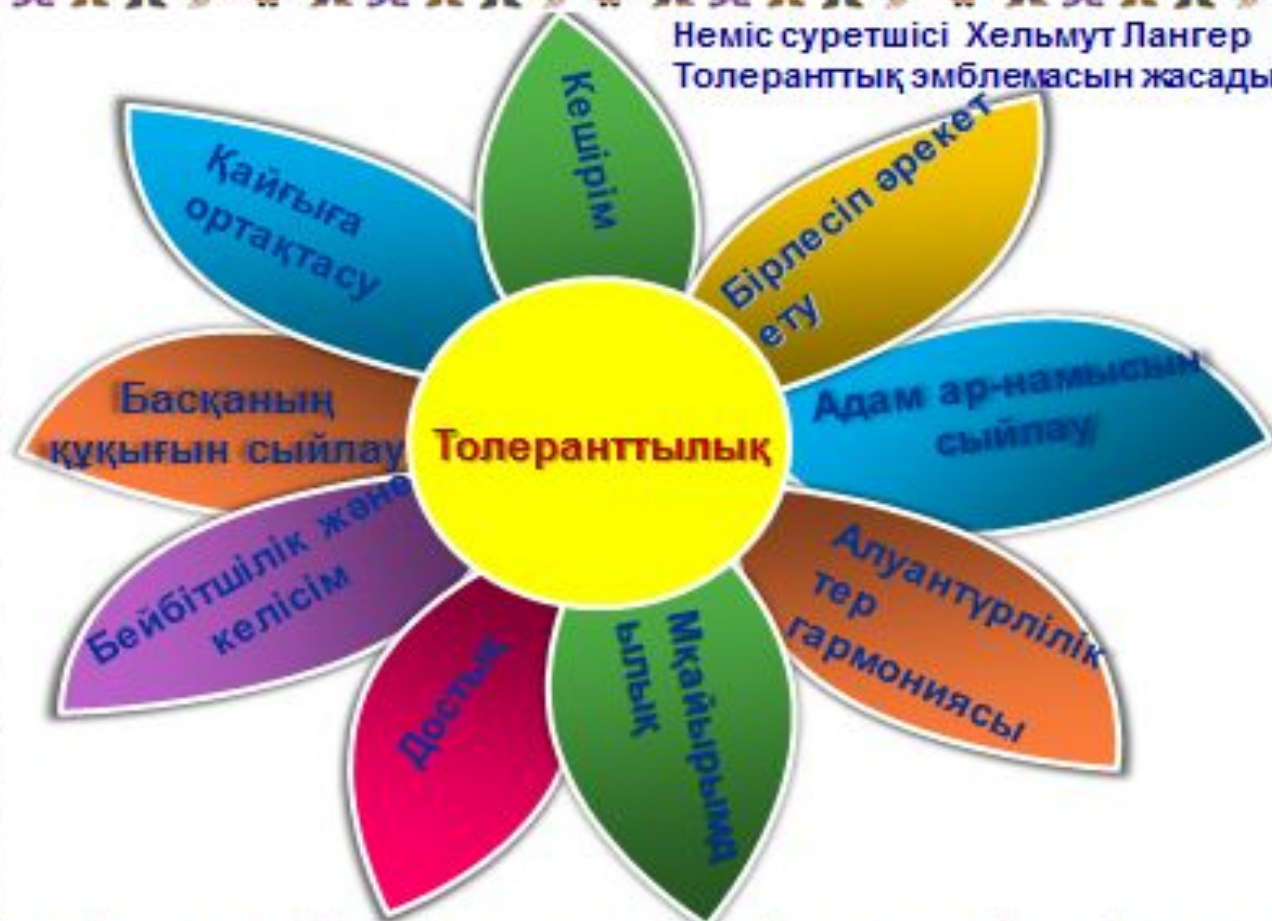 Неміс суретшісі Хельмут Лангер
Толеранттық эмблемасын жасады
Кешірім
Бірлесіп әрекет
ету
Адам ар-намысын
сыйлау
Алуантүрлілік
тер
гармониясы
Мқайырымд
ылық
Достық
Бейбітшілік және
келісім
Басқаның
құқығын сыйлау
Қайғыға
ортақтасу
Толеранттылық